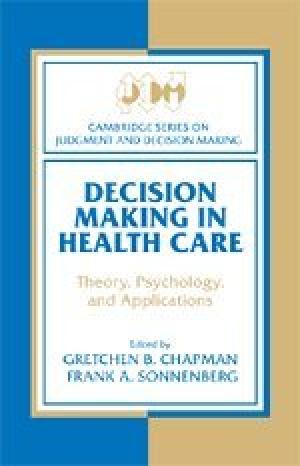 JDM
CAMBRIDGE SERIES ON
JUDGMENT AND DECISION MAKING
DECISION
MAKING IN
HEALTH CARE
Theory, Psychology,
and Applications
Edited by
GRETCHEN B. CHAPMAN
FRANK A. SONNENBERG